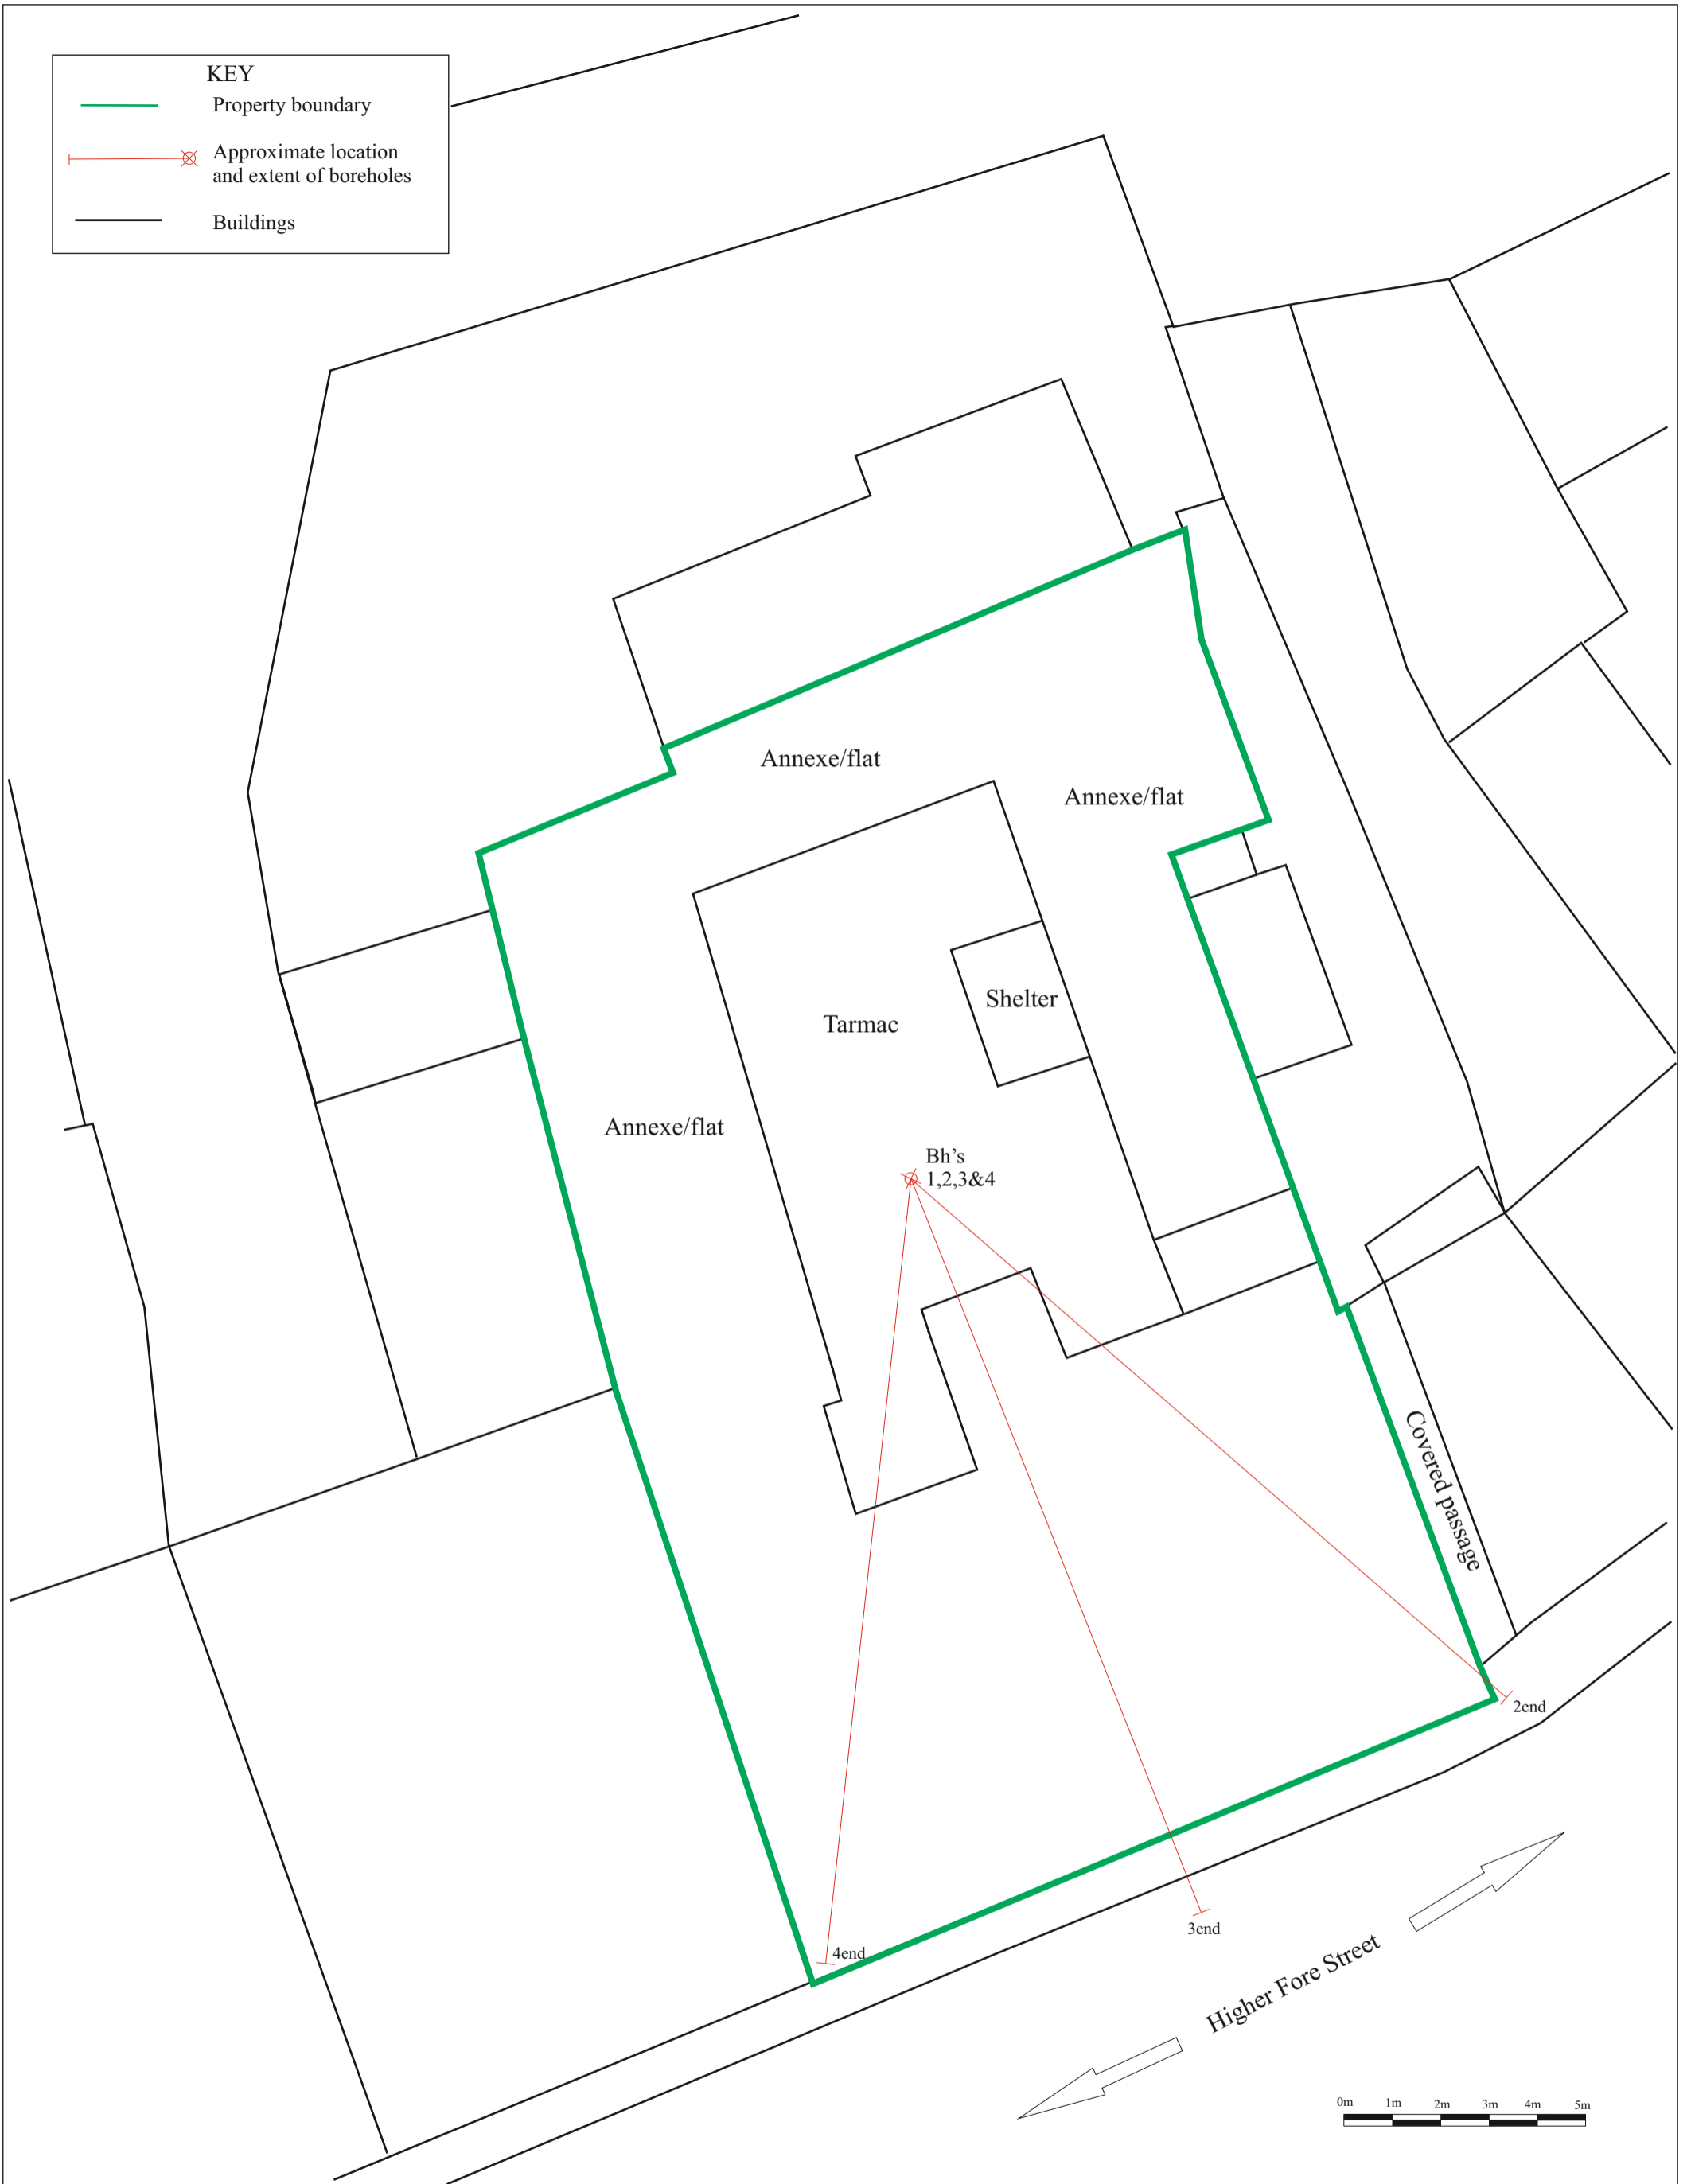 KEY
Property boundary
Approximate location
and extent of boreholes
Buildings
Annexe/flat
Annexe/flat
Shelter
Tarmac
Annexe/flat
Bh’s
1,2,3&4
Covered passage
2end
3end
4end
Higher Fore Street
0m 1m 2m 3m 4m 5m